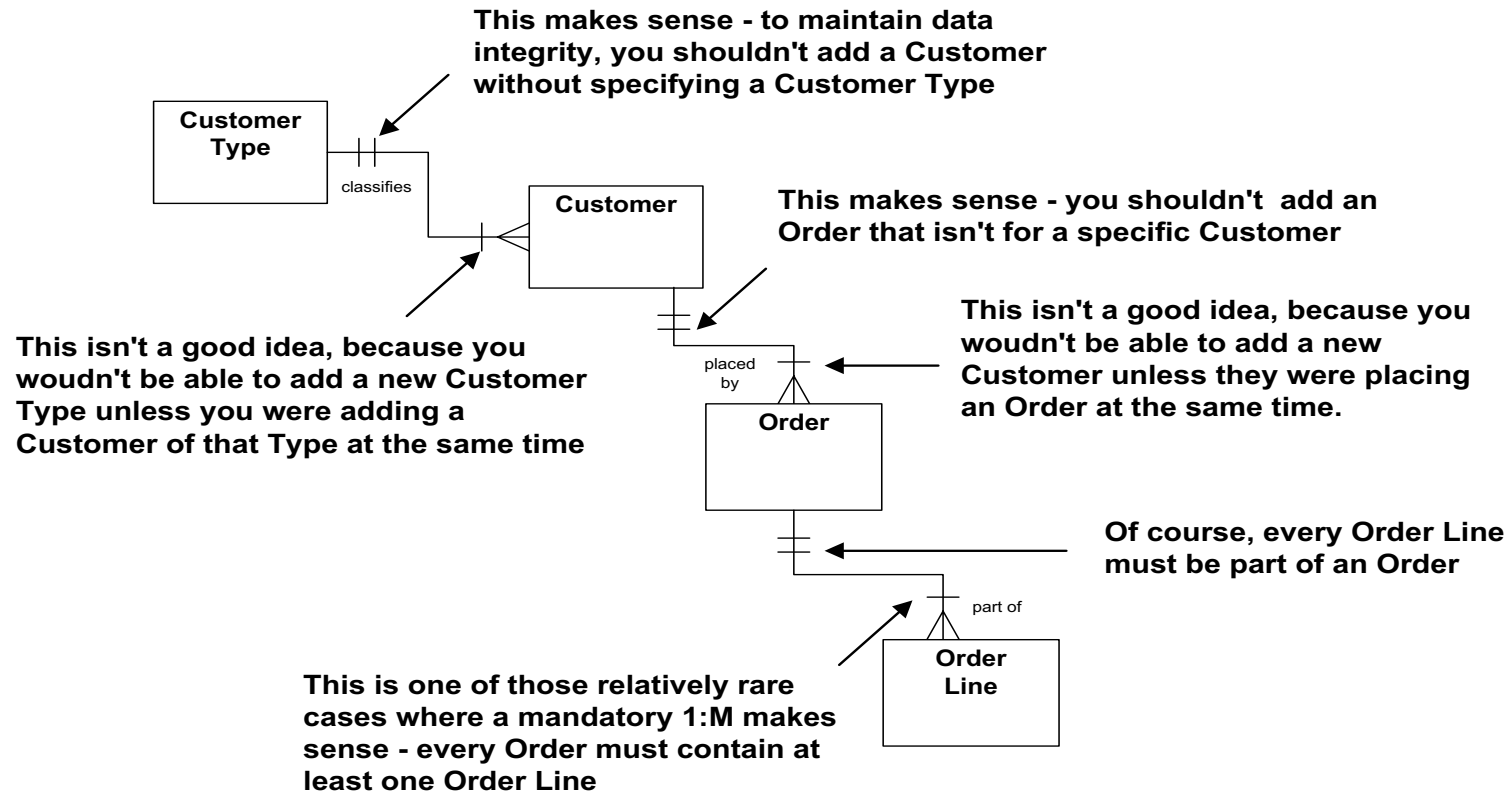 This makes sense - to maintain data
integrity, you shouldn't add a Customer
without specifying a Customer Type
Customer
Type
classifies
Customer
This makes sense - you shouldn't add an
Order that isn't for a specific Customer
This isn't a good idea, because you
woudn't be able to add a new Customer
Type unless you were adding a
Customer of that Type at the same time
placed
by
This isn't a good idea, because you
woudn't be able to add a new
Customer unless they were placing
an Order at the same time.
Order
Of course, every Order Line
must be part of an Order
part of
Order
Line
This is one of those relatively rare
cases where a mandatory 1:M makes
sense - every Order must contain at
least one Order Line